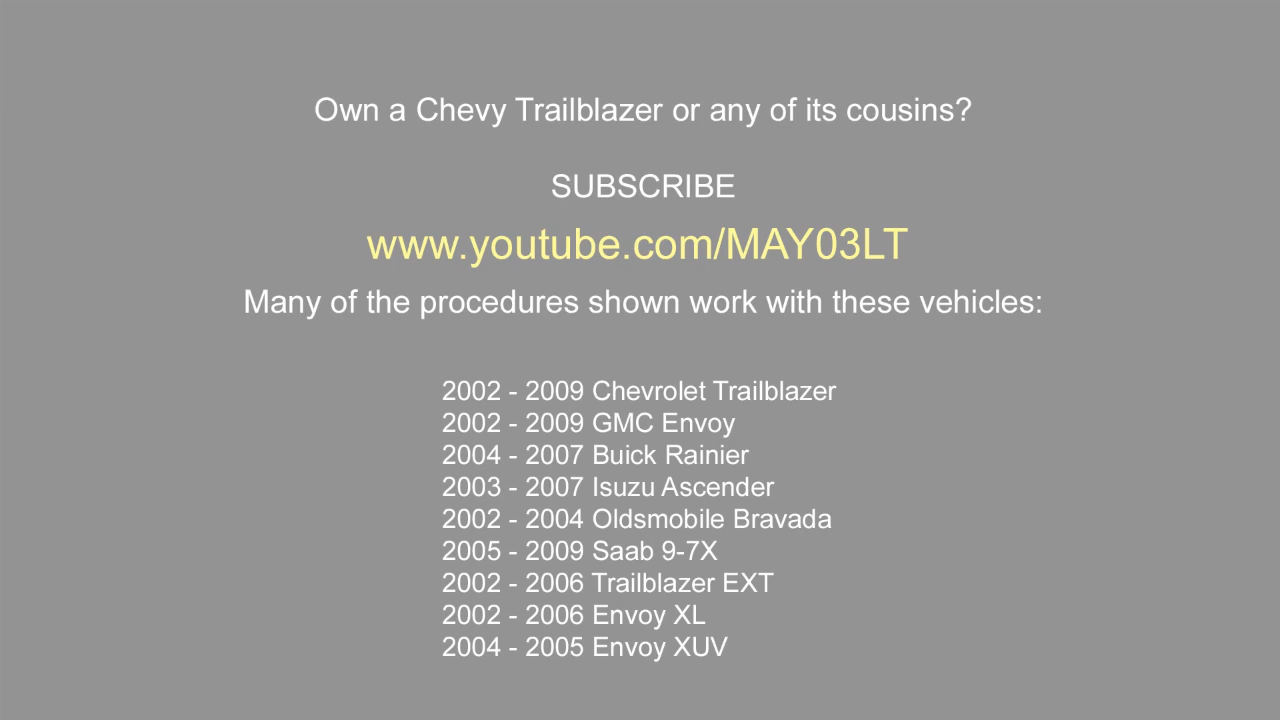 Own a Chevy Trailblazer or any of its cousins?
SUBSCRIBE
www.youtube.com/MAY03LT
Many of the procedures shown work with these vehicles:
2002 - 2009 Chevrolet Trailblazer
2002 - 2009 GMC Envoy
2004 - 2007 Buick Rainier
2003 - 2007 Isuzu Ascender
2002 - 2004 Oldsmobile Bravada
2005 - 2009 Saab 9-7X
2002 - 2006 Trailblazer EXT
2002 - 2006 Envoy XL
2004 - 2005 Envoy XUV